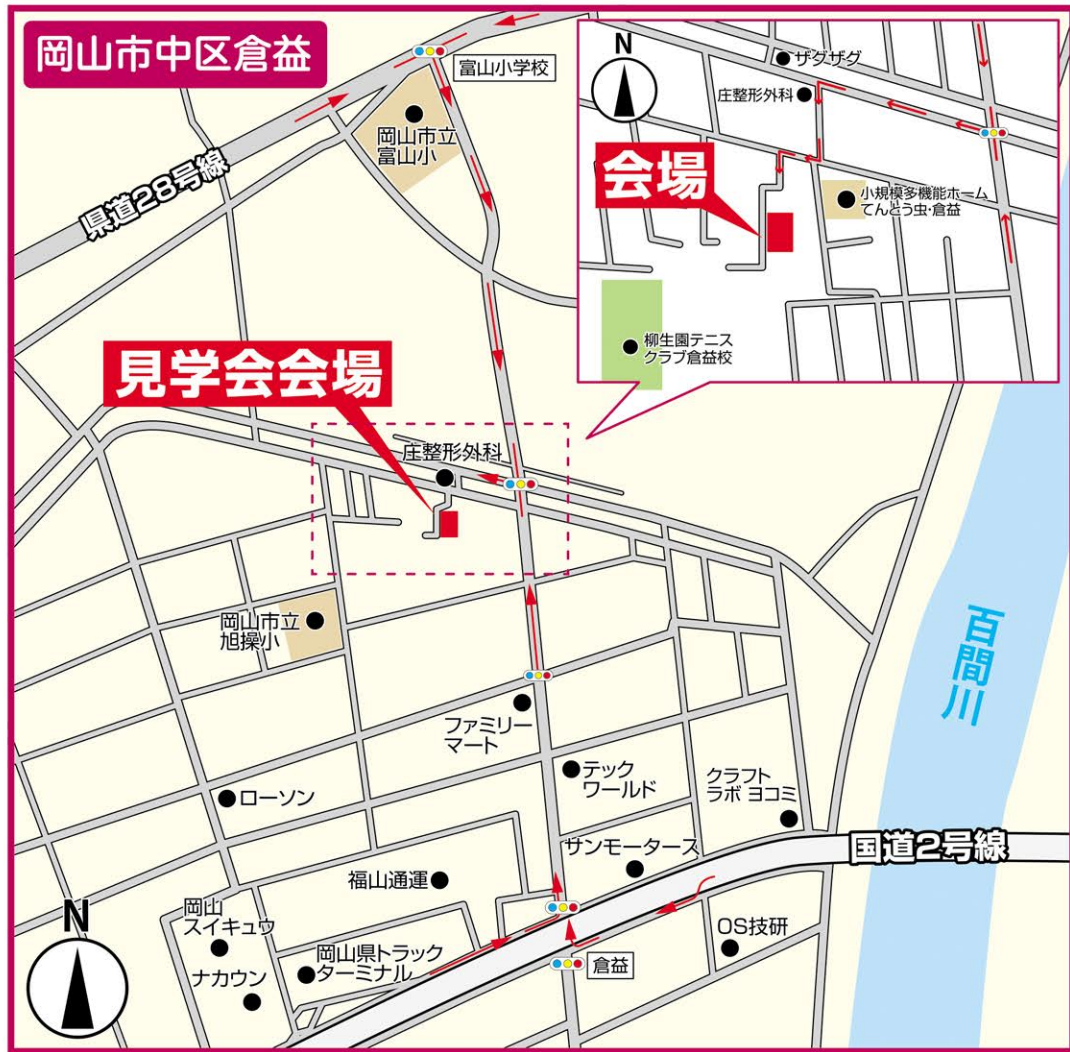 岡山市中区倉益
富山小学校
岡山市立
富山小
県道28号線
N
ザグザグ
庄整形外科
会場
小規模多機能ホーム
てんとう虫・倉益
柳生園テニス
クラブ倉益校
見学会会場
庄整形外科
岡山市立
旭操小
百間川
ファミリー
マート
テック
ワールド
クラフト
ラボ ヨコミ
ローソン
サンモータース
国道2号線
福山通運
N
岡山
スイキュウ
岡山県トラック
ターミナル
ナカウン
OS技研
倉益